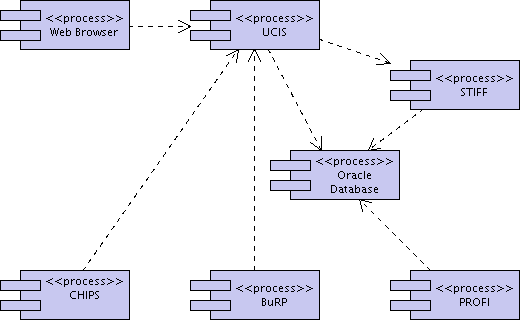 <<process>>
Web Browser
<<process>>
UCIS
<<process>>
STIFF
<<process>>
Oracle
Database
<<process>>
CHIPS
<<process>>
BuRP
<<process>>
PROFI